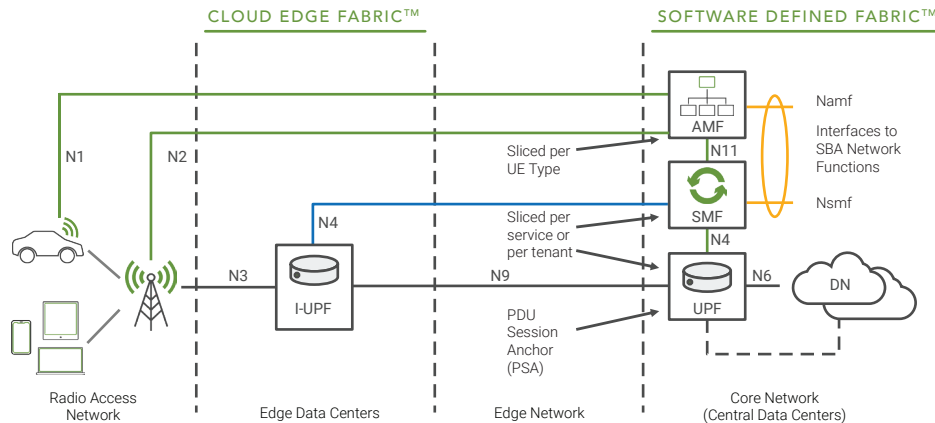 CLOUD EDGE FABRIC™
SOFTWARE DEFINED FABRIC™
N1
N2
AMF
Namf
Interfaces to
SBA Network
Functions
Nsmf
Sliced per
UE Type
N11
SMF
N4
Sliced per
service or
per tenant
N4
N3
I-UPF
N9
UPF
N6
DN
PDU
Session
Anchor
(PSA)
Radio Access
Network
Edge Data Centers
Edge Network
Core Network
(Central Data Centers)